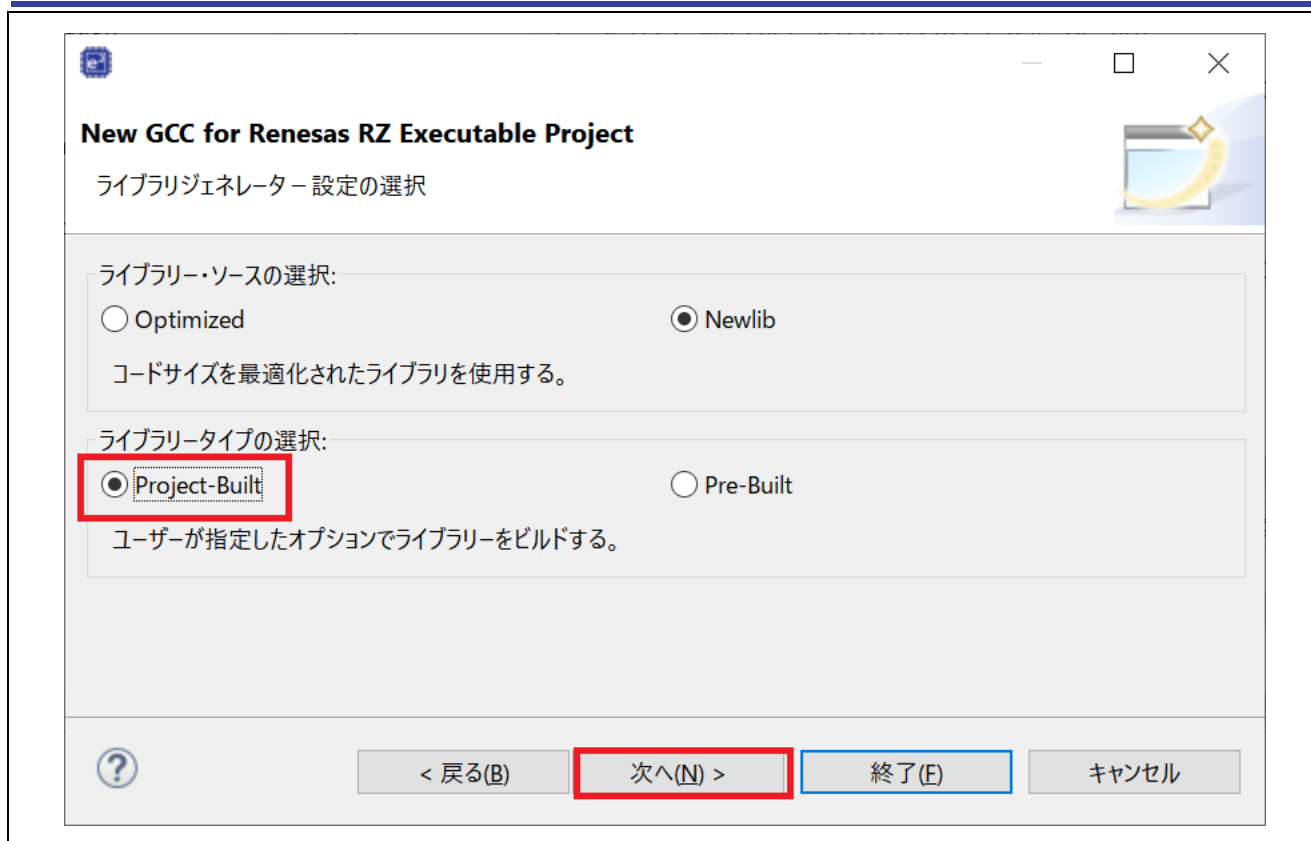 New GCC for Renesas RZ Executable Project
ライブラリジェネレーター – 設定の選択
ライブラリー・ソースの選択:
Optimized
Newlib
コードサイズを最適化されたライブラリを使用する。
ライブラリータイプの選択:
Project-Built
Pre-Built
ユーザーが指定したオプションでライブラリーをビルドする。
?
< 戻る(B)
次へ(N) >
終了(F)
キャンセル